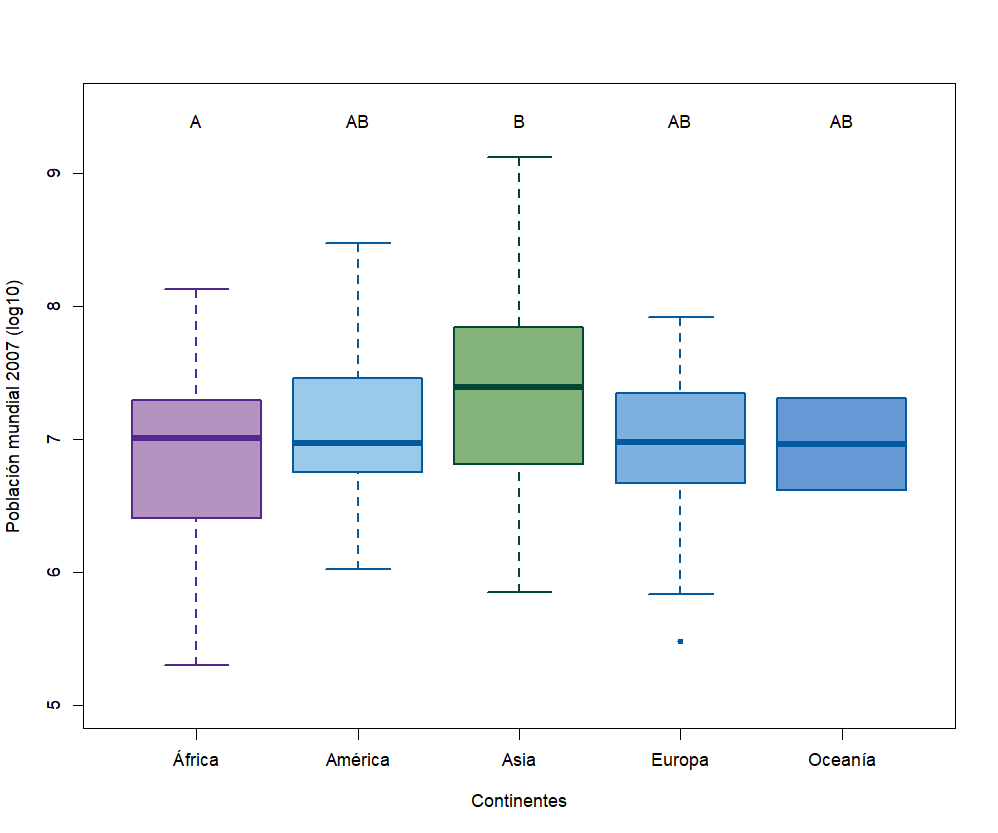 A AB B AB AB
9
8
7
6
5
Población mundial 2007 (log10)
África América Asia Europa Oceanía
Continentes